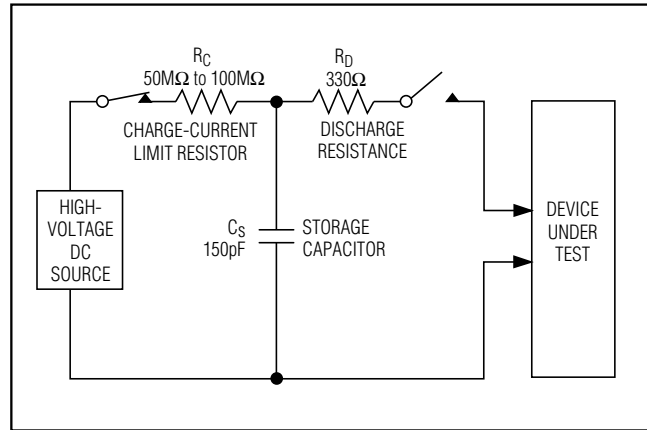 R_C
50MΩ to 100MΩ
CHARGE-CURRENT
LIMIT RESISTOR
R_D
330Ω
DISCHARGE
RESISTANCE
HIGH-
VOLTAGE
DC
SOURCE
C_S
150pF
STORAGE
CAPACITOR
DEVICE
UNDER
TEST